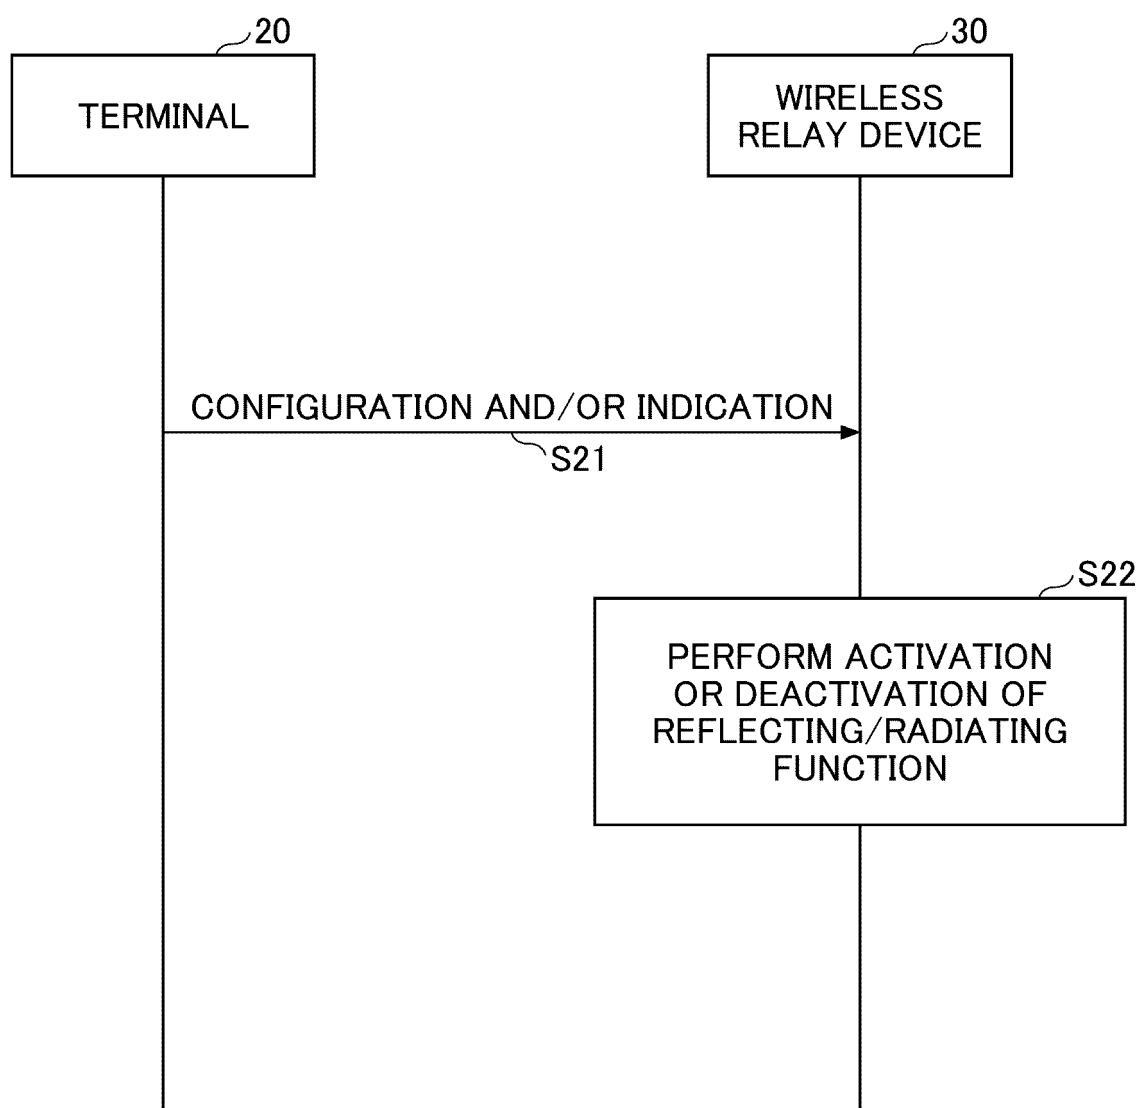 20
30
TERMINAL
WIRELESS
RELAY DEVICE
CONFIGURATION AND/OR INDICATION
S21
S22
PERFORM ACTIVATION
OR DEACTIVATION OF
REFLECTING/RADIATING
FUNCTION